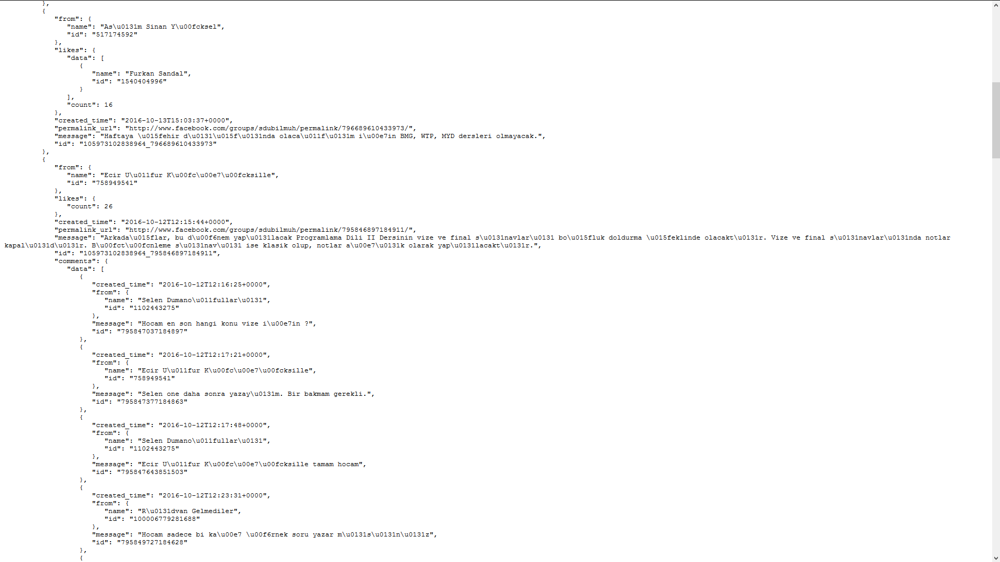 },
{
"from": {
"name": "As\u0131m Sinan Y\u00fcksel",
"id": "517174592"
},
"likes": {
"data": [
{
"name": "Furkan Sandal",
"id": "1540404996"
}
],
"count": 16
},
"created_time": "2016-10-13T15:03:37+0000",
"permalink_url": "http://www.facebook.com/groups/sdubilmuh/permalink/796689610433973/",
"message": "Haftaya \u015fehir d\u0131\u015f\u0131nda olaca\u011f\u0131m i\u00e7in BMG, WTP, MYD dersleri olmayacak.",
"id": "105973102838964_796689610433973"
},
{
"from": {
"name": "Ecir U\u011fur K\u00fc\u00e7\u00fcksille",
"id": "758949541"
},
"likes": {
"count": 26
},
"created_time": "2016-10-12T12:15:44+0000",
"permalink_url": "http://www.facebook.com/groups/sdubilmuh/permalink/795846897184911/",
"message": "Arkada\u015flar, bu d\u00f6nem yap\u0131lacak Programlama Dili II Dersinin vize ve final s\u0131navlar\u0131 bo\u015fluk doldurma \u015feklinde olacakt\u0131r. Vize ve final s\u0131navlar\u0131nda notlar
kapal\u0131d\u0131r. B\u00fct\u00fcnleme s\u0131nav\u0131 ise klasik olup, notlar a\u00e7\u0131k olarak yap\u0131lacakt\u0131r.",
"id": "105973102838964_795846897184911",
"comments": {
"data": [
{
"created_time": "2016-10-12T12:16:25+0000",
"from": {
"name": "Selen Dumano\u011fullar\u0131",
"id": "1102443275"
},
"message": "Hocam en son hangi konu vize i\u00e7in ?",
"id": "795847037184897"
},
{
"created_time": "2016-10-12T12:17:21+0000",
"from": {
"name": "Ecir U\u011fur K\u00fc\u00e7\u00fcksille",
"id": "758949541"
},
"message": "Selen one daha sonra yazay\u0131m. Bir bakmam gerekli.",
"id": "795847377184863"
},
{
"created_time": "2016-10-12T12:17:48+0000",
"from": {
"name": "Selen Dumano\u011fullar\u0131",
"id": "1102443275"
},
"message": "Ecir U\u011fur K\u00fc\u00e7\u00fcksille tamam hocam",
"id": "795847643851503"
},
{
"created_time": "2016-10-12T12:23:31+0000",
"from": {
"name": "R\u0131dvan Gelmediler",
"id": "100006779281688"
},
"message": "Hocam sadece bi ka\u00e7 \u00f6rnek soru yazar m\u0131s\u0131n\u0131z",
"id": "795849727184628"
},
{